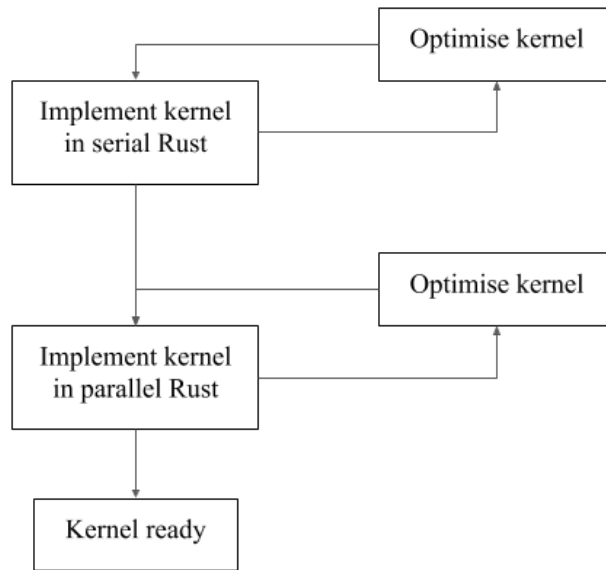 Optimise kernel
Implement kernel
in serial Rust
Optimise kernel
Implement kernel
in parallel Rust
Kernel ready